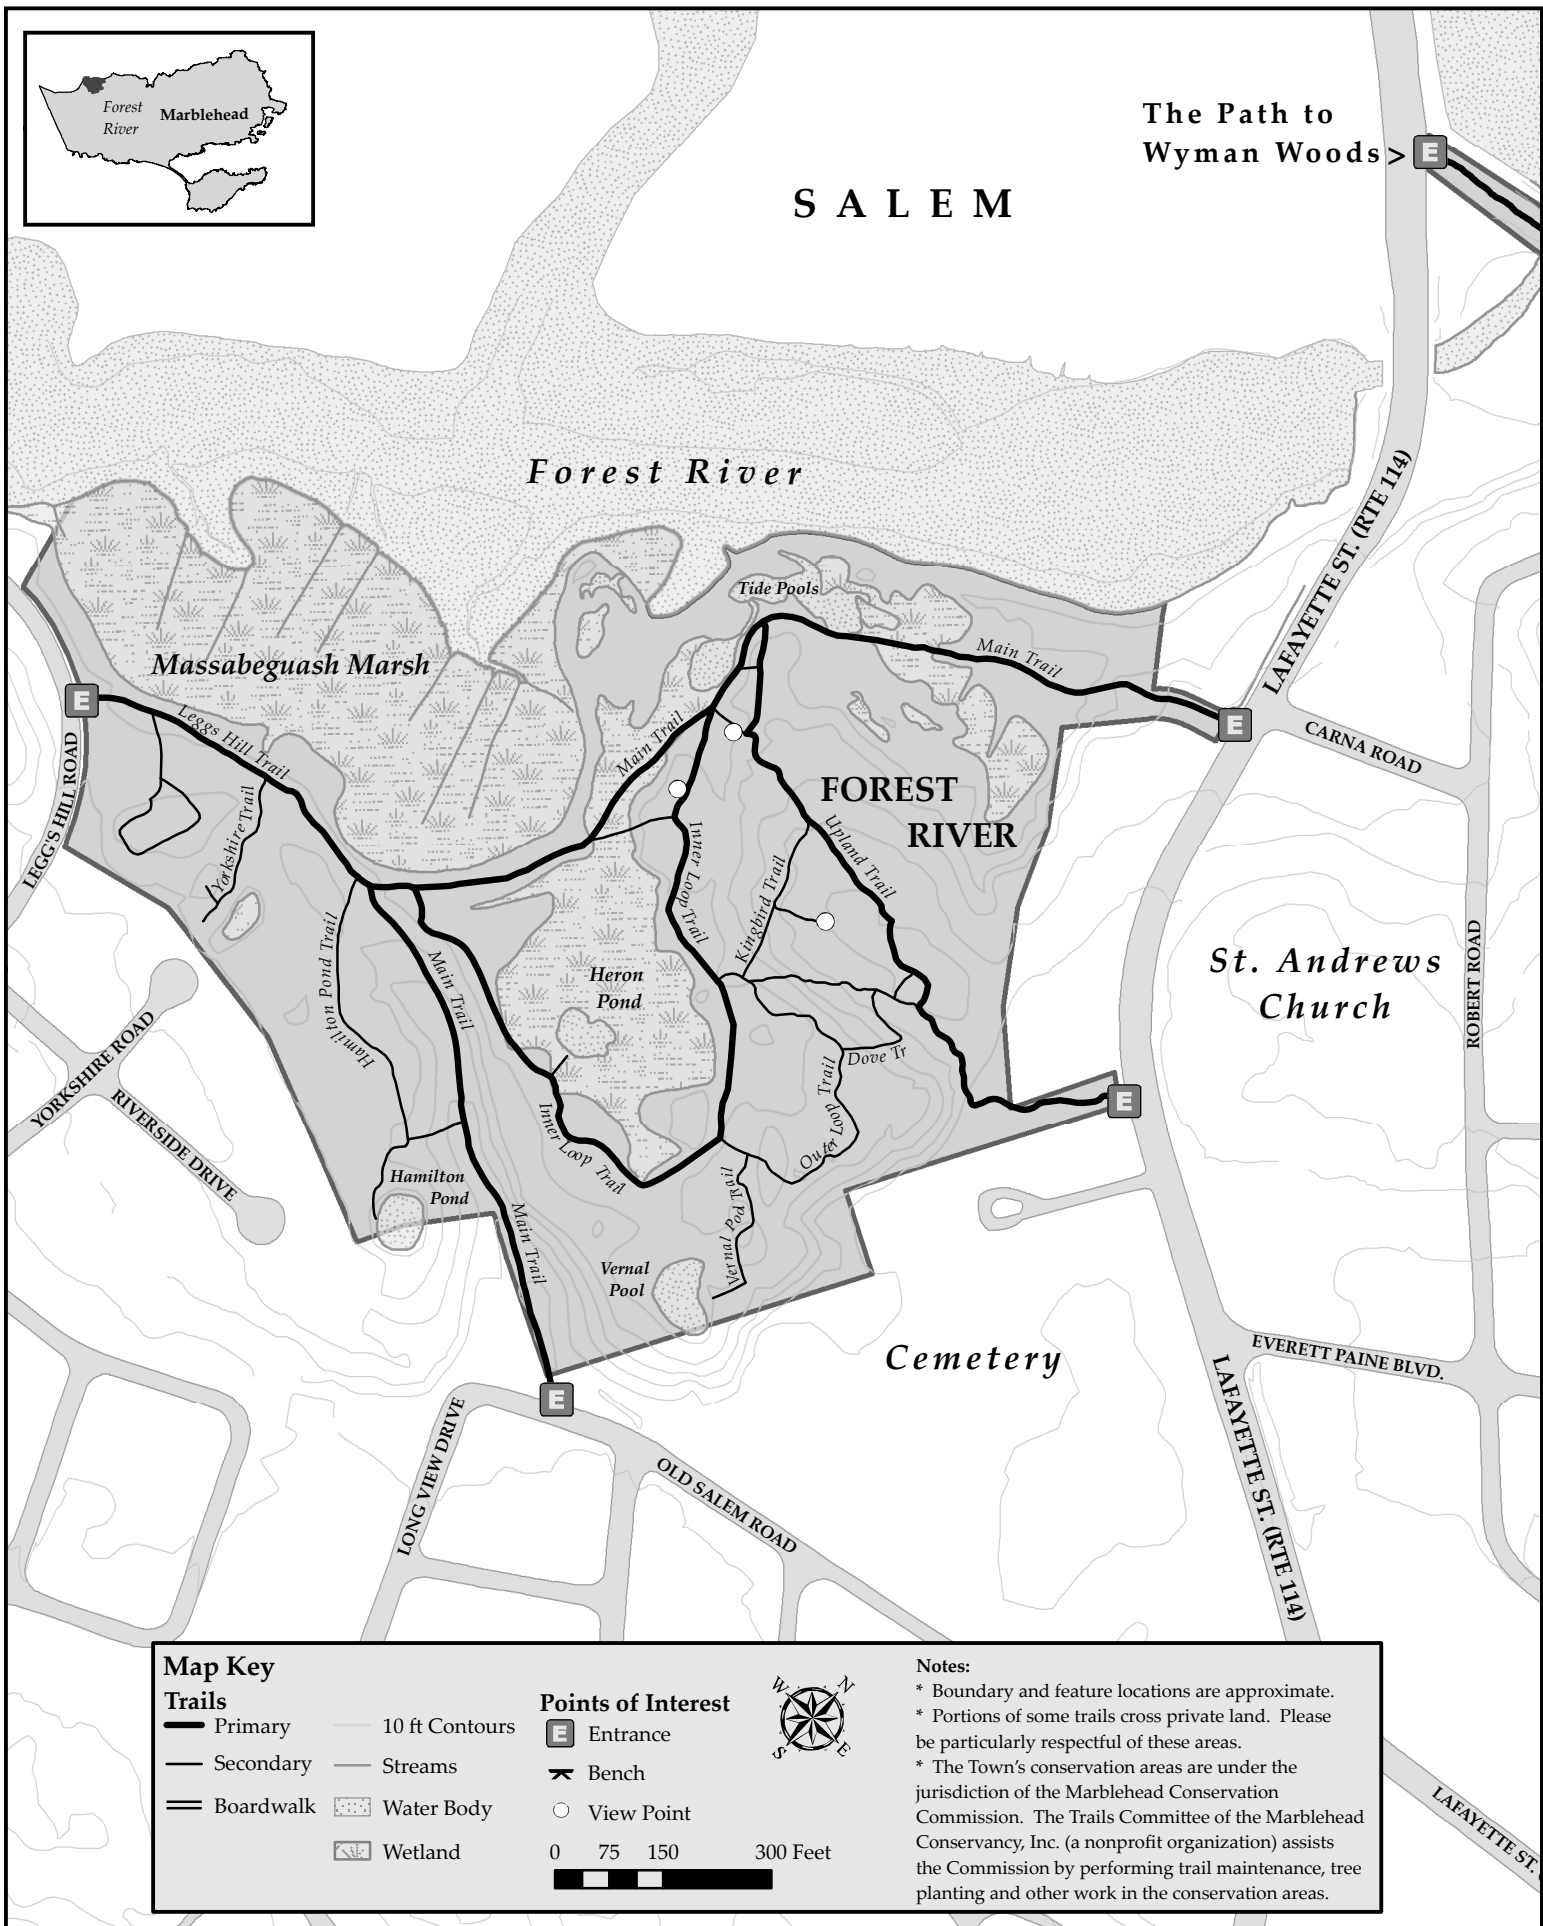 Forest
River
Marblehead
The Path to
Wyman Woods >
E
SALEM
Forest River
LAFAYETTE ST. (RTE 114)
Tide Pools
Massabeguash Marsh
Main Trail
E
E
Leggs Hill Trail
Main Trail
CARNA ROAD
LEGG'S HILL ROAD
Yorkshire Trail
FOREST
RIVER
Inner Loop Trail
Upland Trail
Kingbird Trail
Hamilton Pond Trail
Main Trail
Heron
Pond
St. Andrews
Church
ROBERT ROAD
YORKSHIRE ROAD
Dove Tr
Outer Loop Trail
E
RIVERSIDE DRIVE
Inner Loop Trail
Hamilton
Pond
Main Trail
Vernal Pool Trail
Vernal
Pool
Cemetery
EVERETT PAINE BLVD.
E
LONG VIEW DRIVE
OLD SALEM ROAD
LAFAYETTE ST. (RTE 114)
Map Key
Trails
Primary
Secondary
Boardwalk
10 ft Contours
Streams
Water Body
Wetland
Points of Interest
E Entrance
Bench
View Point
0 75 150 300 Feet
W N
S E
Notes:
* Boundary and feature locations are approximate.
* Portions of some trails cross private land. Please
be particularly respectful of these areas.
* The Town's conservation areas are under the
jurisdiction of the Marblehead Conservation
Commission. The Trails Committee of the Marblehead
Conservancy, Inc. (a nonprofit organization) assists
the Commission by performing trail maintenance, tree
planting and other work in the conservation areas.
LAFAYETTE ST.